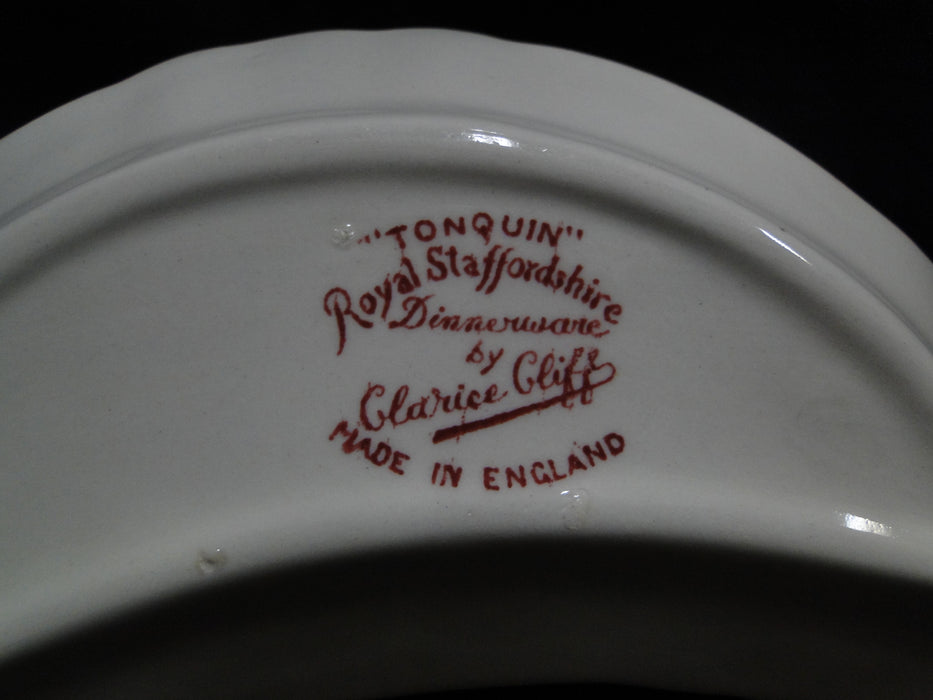 "TONQUIN"
Royal Staffordshire
Dinnerware
by
Clarice Cliff
MADE IN ENGLAND